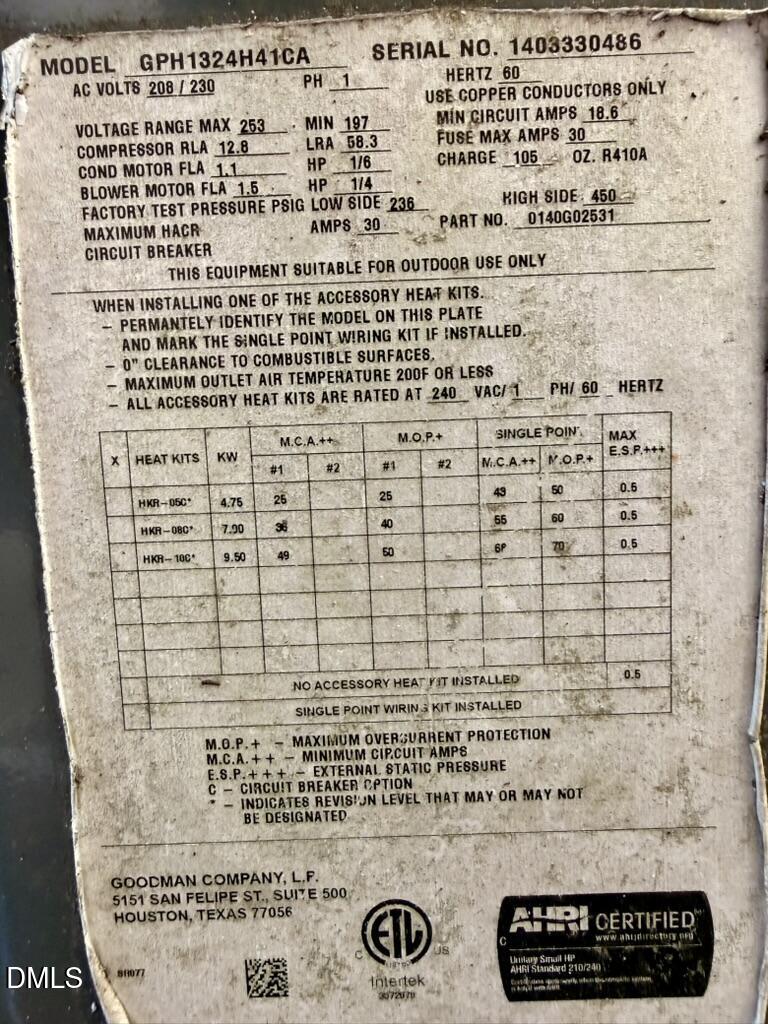 MODEL GPH1324H41CA SERIAL NO. 1403330486
AC VOLTS 208 / 230 PH 1 HERTZ 60
USE COPPER CONDUCTORS ONLY
VOLTAGE RANGE MAX 253 MIN 197 MIN CIRCUIT AMPS 18.6
COMPRESSOR RLA 12.8 LRA 58.3 FUSE MAX AMPS 30
COND MOTOR FLA 1.1 HP 1/6 CHARGE 105 OZ. R410A
BLOWER MOTOR FLA 1.5 HP 1/4
FACTORY TEST PRESSURE PSIG LOW SIDE 236 HIGH SIDE 450
MAXIMUM HACR AMPS 30 PART NO. 0140G02531
CIRCUIT BREAKER
THIS EQUIPMENT SUITABLE FOR OUTDOOR USE ONLY
WHEN INSTALLING ONE OF THE ACCESSORY HEAT KITS.
– PERMANTELY IDENTIFY THE MODEL ON THIS PLATE
AND MARK THE SINGLE POINT WIRING KIT IF INSTALLED.
– 0" CLEARANCE TO COMBUSTIBLE SURFACES.
– MAXIMUM OUTLET AIR TEMPERATURE 200F OR LESS
– ALL ACCESSORY HEAT KITS ARE RATED AT 240 VAC/ 1 PH/ 60 HERTZ
X HEAT KITS KW M.C.A.++ M.O.P.+ SINGLE POINT MAX E.S.P.+++
#1 #2 #1 #2 M.C.A.++ M.O.P.+
HKR–05C* 4.75 25 25 43 50 0.5
HKR–08C* 7.00 36 40 55 60 0.5
HKR–10C* 9.50 49 50 70 0.5
NO ACCESSORY HEAT KIT INSTALLED 0.5
SINGLE POINT WIRING KIT INSTALLED
M.O.P.+ – MAXIMUM OVERCURRENT PROTECTION
M.C.A.++ – MINIMUM CIRCUIT AMPS
E.S.P.+++ – EXTERNAL STATIC PRESSURE
C – CIRCUIT BREAKER OPTION
* – INDICATES REVISION LEVEL THAT MAY OR MAY NOT
BE DESIGNATED
GOODMAN COMPANY, L.P.
5151 SAN FELIPE ST., SUITE 500
HOUSTON, TEXAS 77056
C ETL US
LISTED
Intertek
AHRI CERTIFIED
www.ahridirectory.org
Unitary Small HP
AHRI Standard 210/240
DMLS